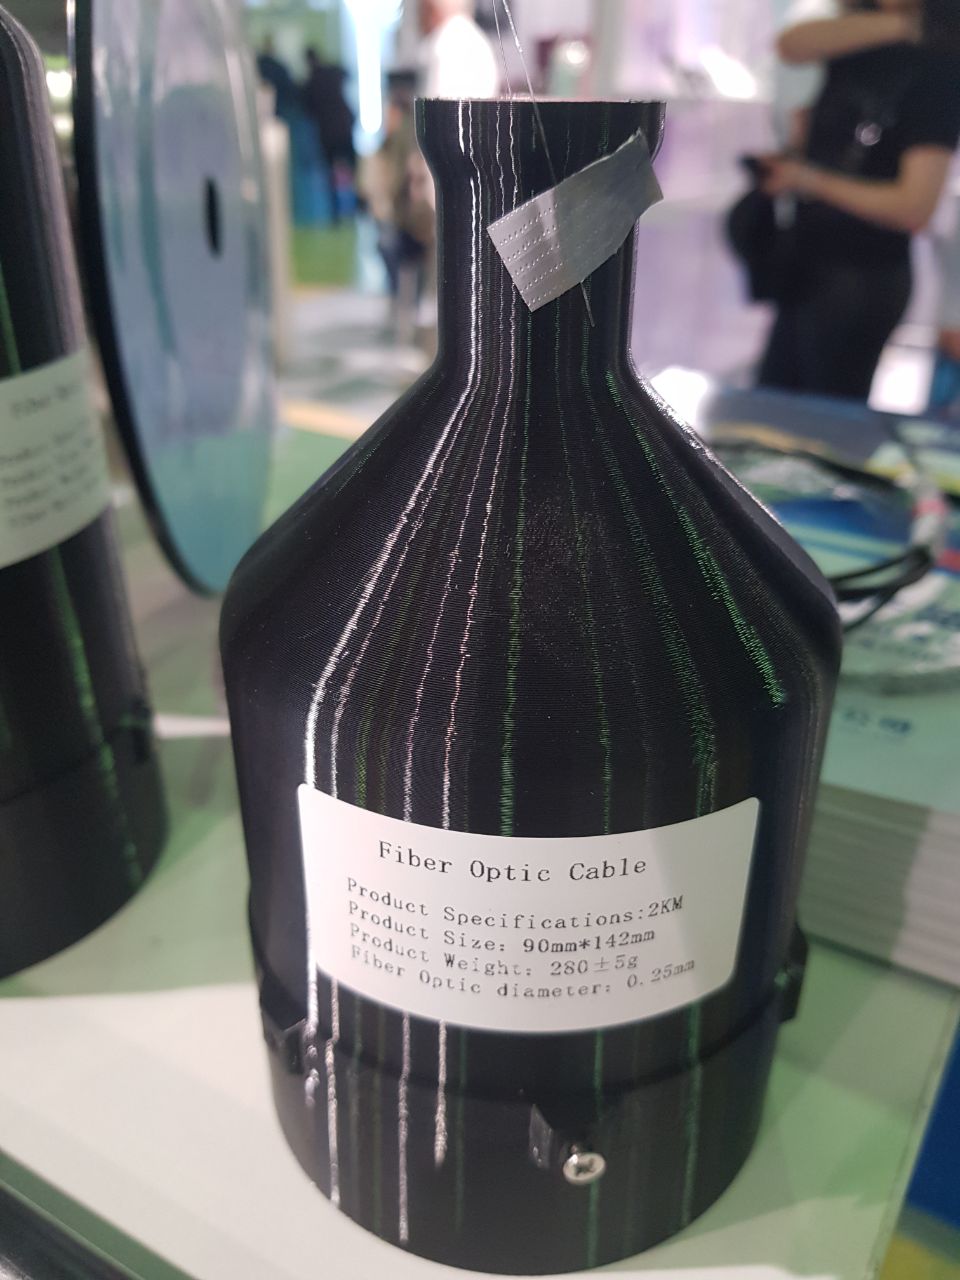 Fiber Optic Cable
Product Specifications:2KM
Product Size: 90mm*142mm
Product Weight: 280±5g
Fiber Optic diameter: 0.25mm